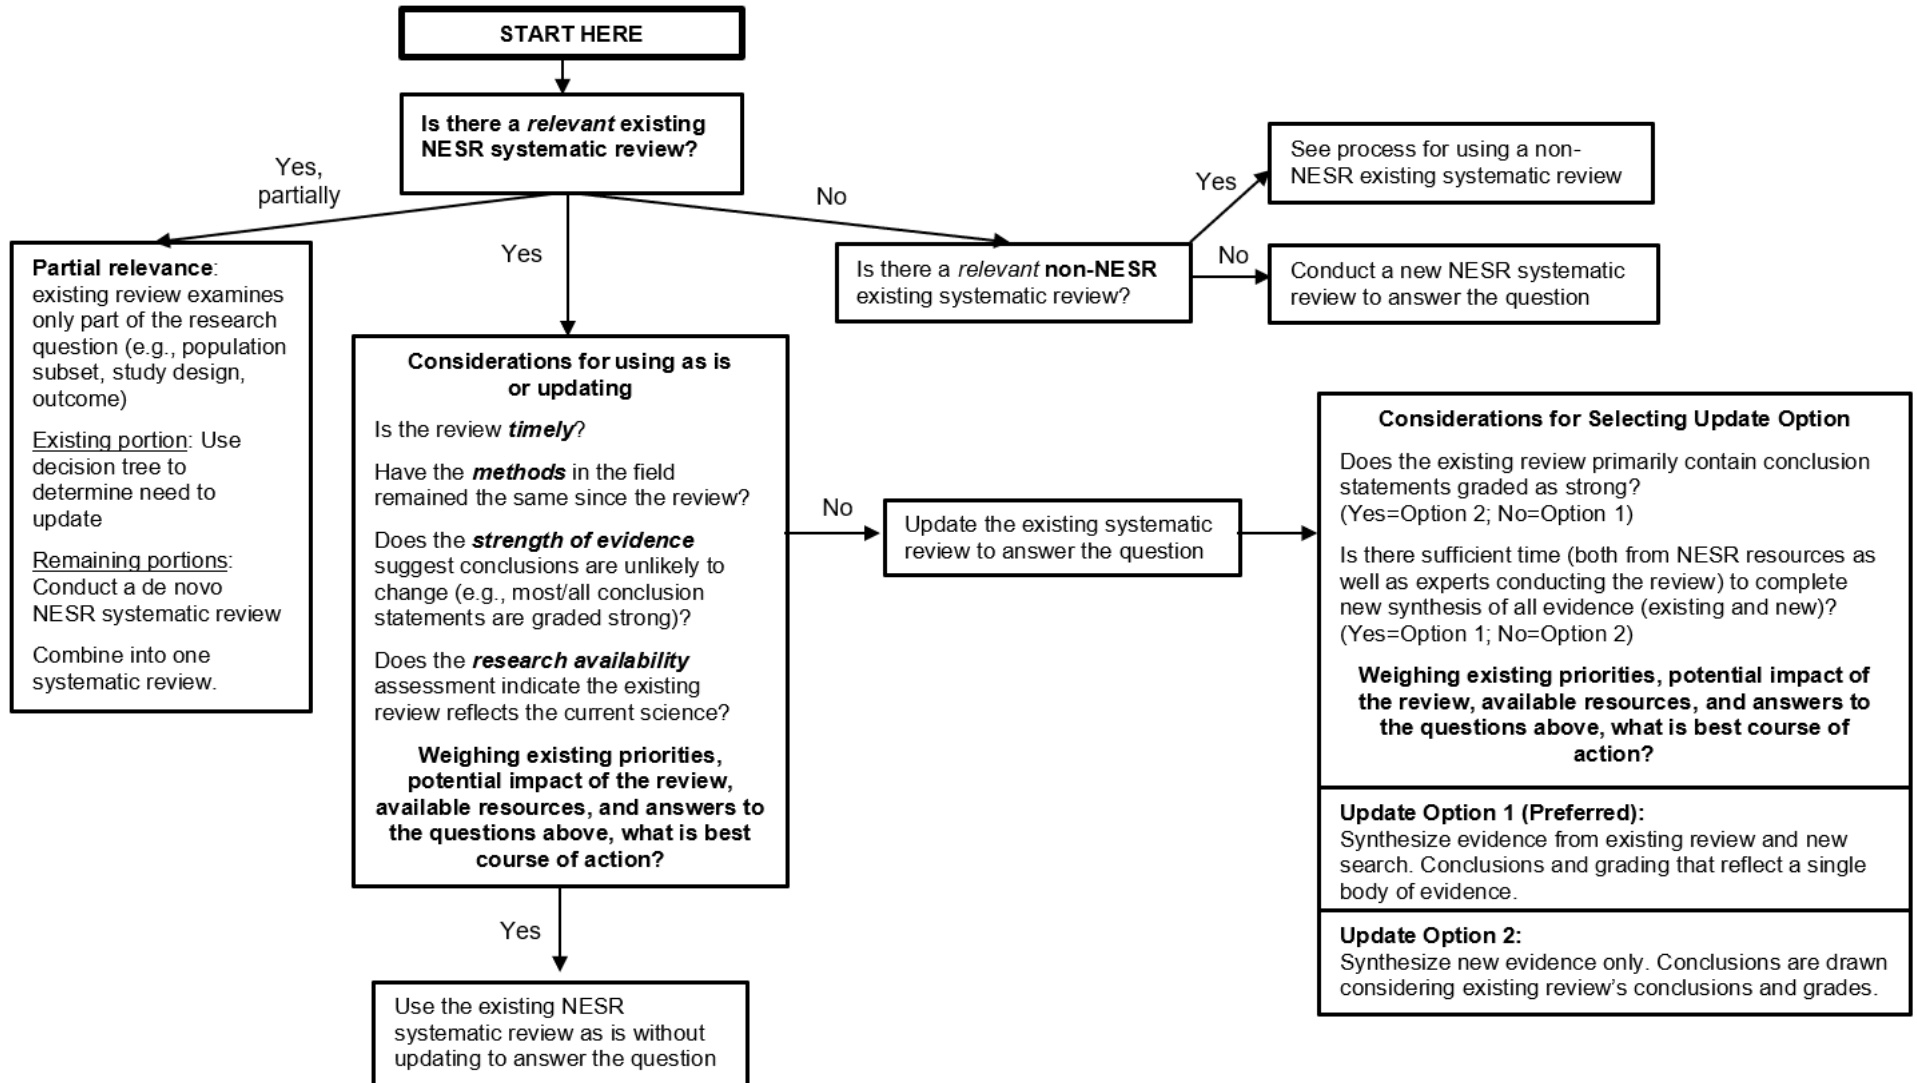 START HERE
Is there a relevant existing
NESR systematic review?
Yes,
partially
Yes
No
Partial relevance:
existing review examines
only part of the research
question (e.g., population
subset, study design,
outcome)
Existing portion: Use
decision tree to
determine need to
update
Remaining portions:
Conduct a de novo
NESR systematic review
Combine into one
systematic review.
Is there a relevant non-NESR
existing systematic review?
Yes
See process for using a non-
NESR existing systematic review
No
Conduct a new NESR systematic
review to answer the question
Considerations for using as is
or updating
Is the review timely?
Have the methods in the field
remained the same since the review?
Does the strength of evidence
suggest conclusions are unlikely to
change (e.g., most/all conclusion
statements are graded strong)?
Does the research availability
assessment indicate the existing
review reflects the current science?
Weighing existing priorities,
potential impact of the review,
available resources, and answers to
the questions above, what is best
course of action?
No
Update the existing systematic
review to answer the question
Considerations for Selecting Update Option
Does the existing review primarily contain conclusion
statements graded as strong?
(Yes=Option 2; No=Option 1)
Is there sufficient time (both from NESR resources as
well as experts conducting the review) to complete
new synthesis of all evidence (existing and new)?
(Yes=Option 1; No=Option 2)
Weighing existing priorities, potential impact of
the review, available resources, and answers to
the questions above, what is best course of
action?
Update Option 1 (Preferred):
Synthesize evidence from existing review and new
search. Conclusions and grading that reflect a single
body of evidence.
Update Option 2:
Synthesize new evidence only. Conclusions are drawn
considering existing review's conclusions and grades.
Yes
Use the existing NESR
systematic review as is without
updating to answer the question